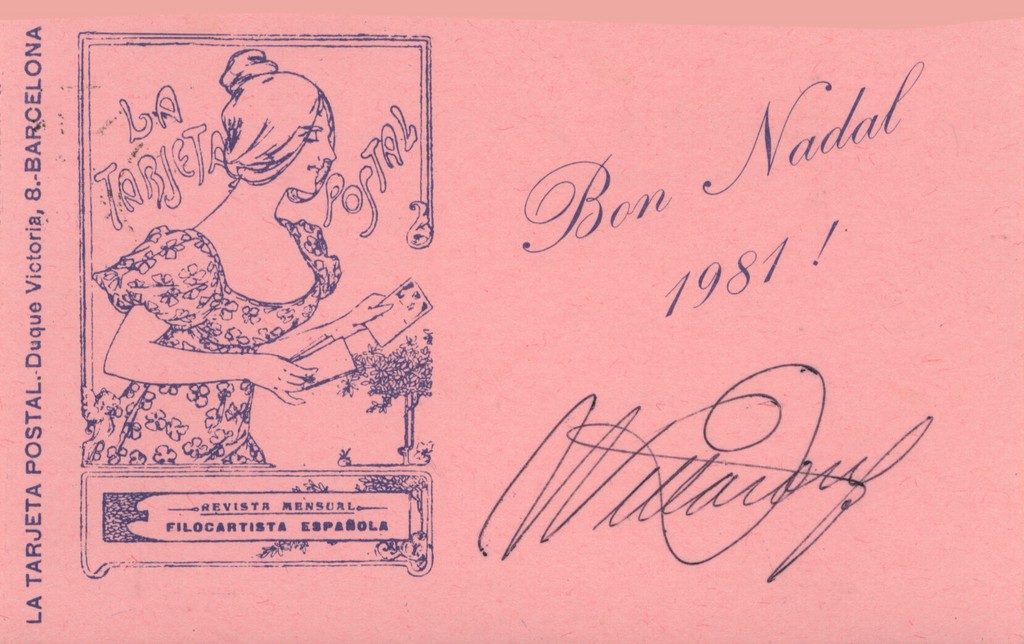 LA TARJETA POSTAL.-Duque Victoria, 8.-BARCELONA
LA
TARJETA
POSTAL
REVISTA MENSUAL
FILOCARTISTA ESPAÑOLA
Bon Nadal
1981 !